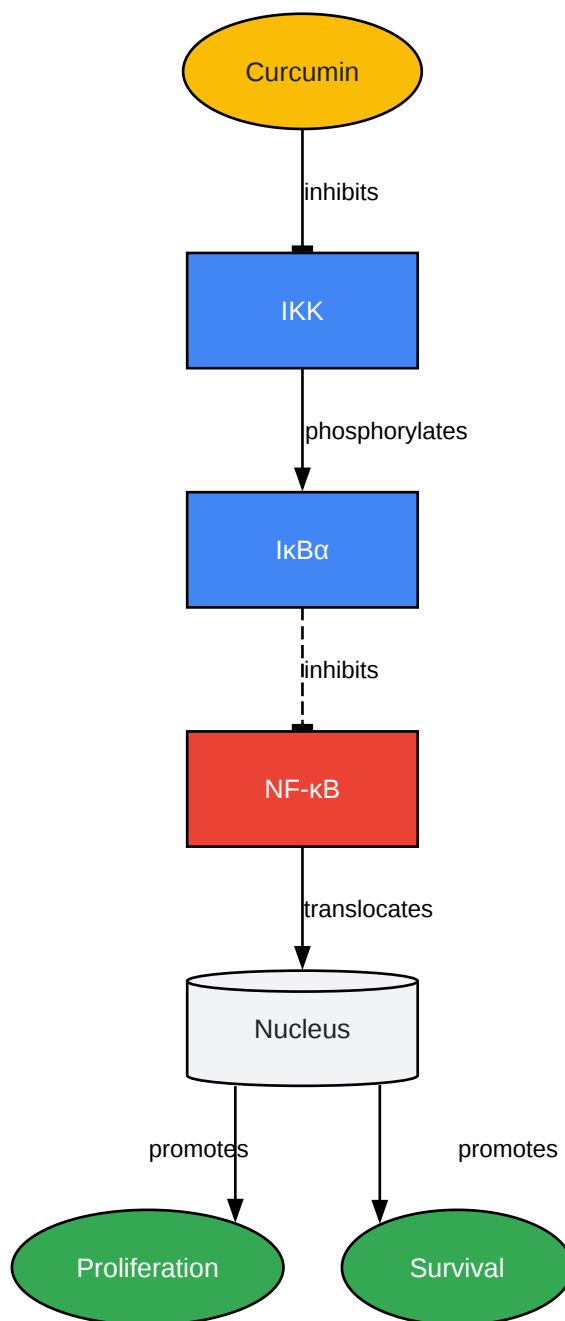 Curcumin
inhibits
IKK
phosphorylates
IκBα
inhibits
NF-κB
translocates
Nucleus
promotes
promotes
Proliferation
Survival